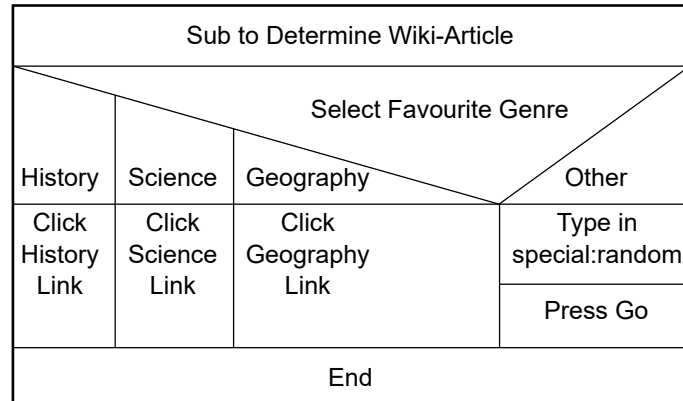 Sub to Determine Wiki-Article
Select Favourite Genre
History
Science
Geography
Other
Click
History
Link
Click
Science
Link
Click
Geography
Link
Type in
special:random
Press Go
End